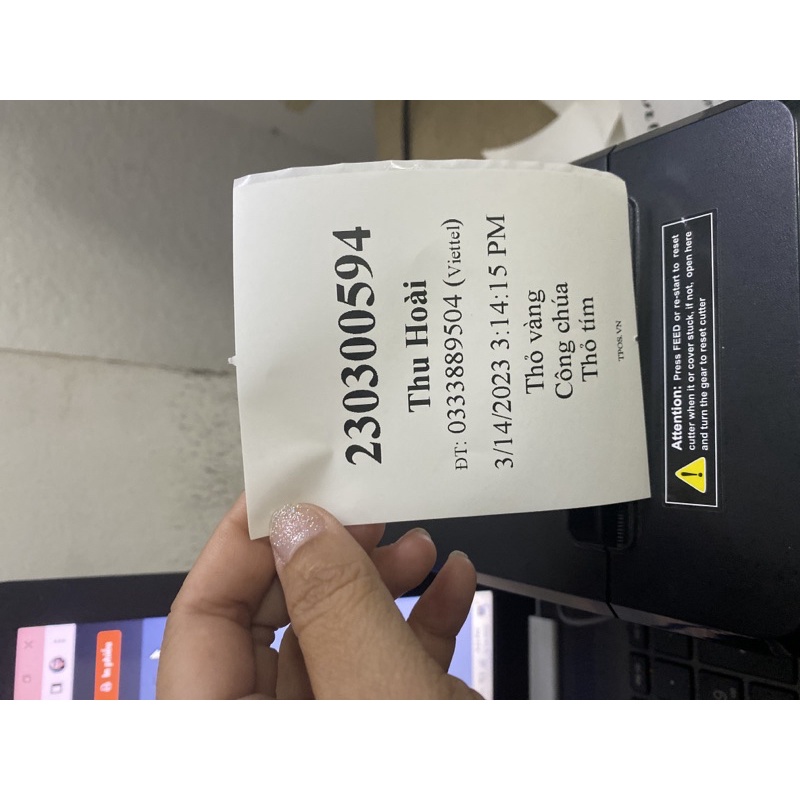 230300594
Thu Hoài
ĐT: 0333889504 (Viettel)
3/14/2023 3:14:15 PM
Thỏ vàng
Công chúa
Thỏ tím
TPOS.VN
Attention: Press FEED or re-start to reset
cutter when it or cover stuck, if not, open here
and turn the gear to reset cutter
In phiếu